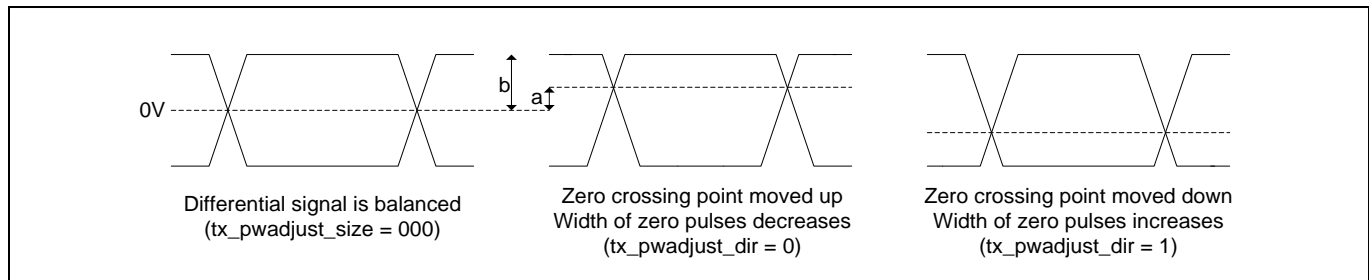 0V
b
a
Differential signal is balanced
(tx_pwadjust_size = 000)
Zero crossing point moved up
Width of zero pulses decreases
(tx_pwadjust_dir = 0)
Zero crossing point moved down
Width of zero pulses increases
(tx_pwadjust_dir = 1)